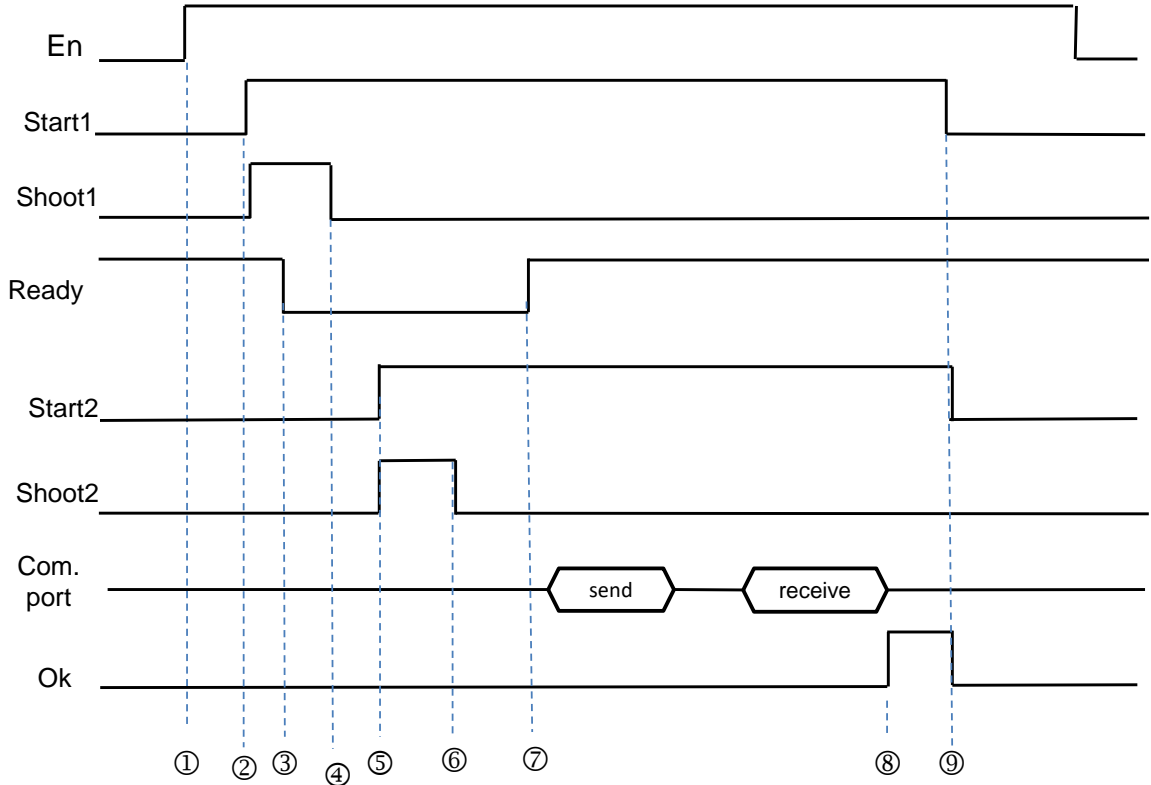 En
Start1
Shoot1
Ready
Start2
Shoot2
Com.
port
send
receive
Ok
① ② ③ ④ ⑤ ⑥ ⑦ ⑧ ⑨